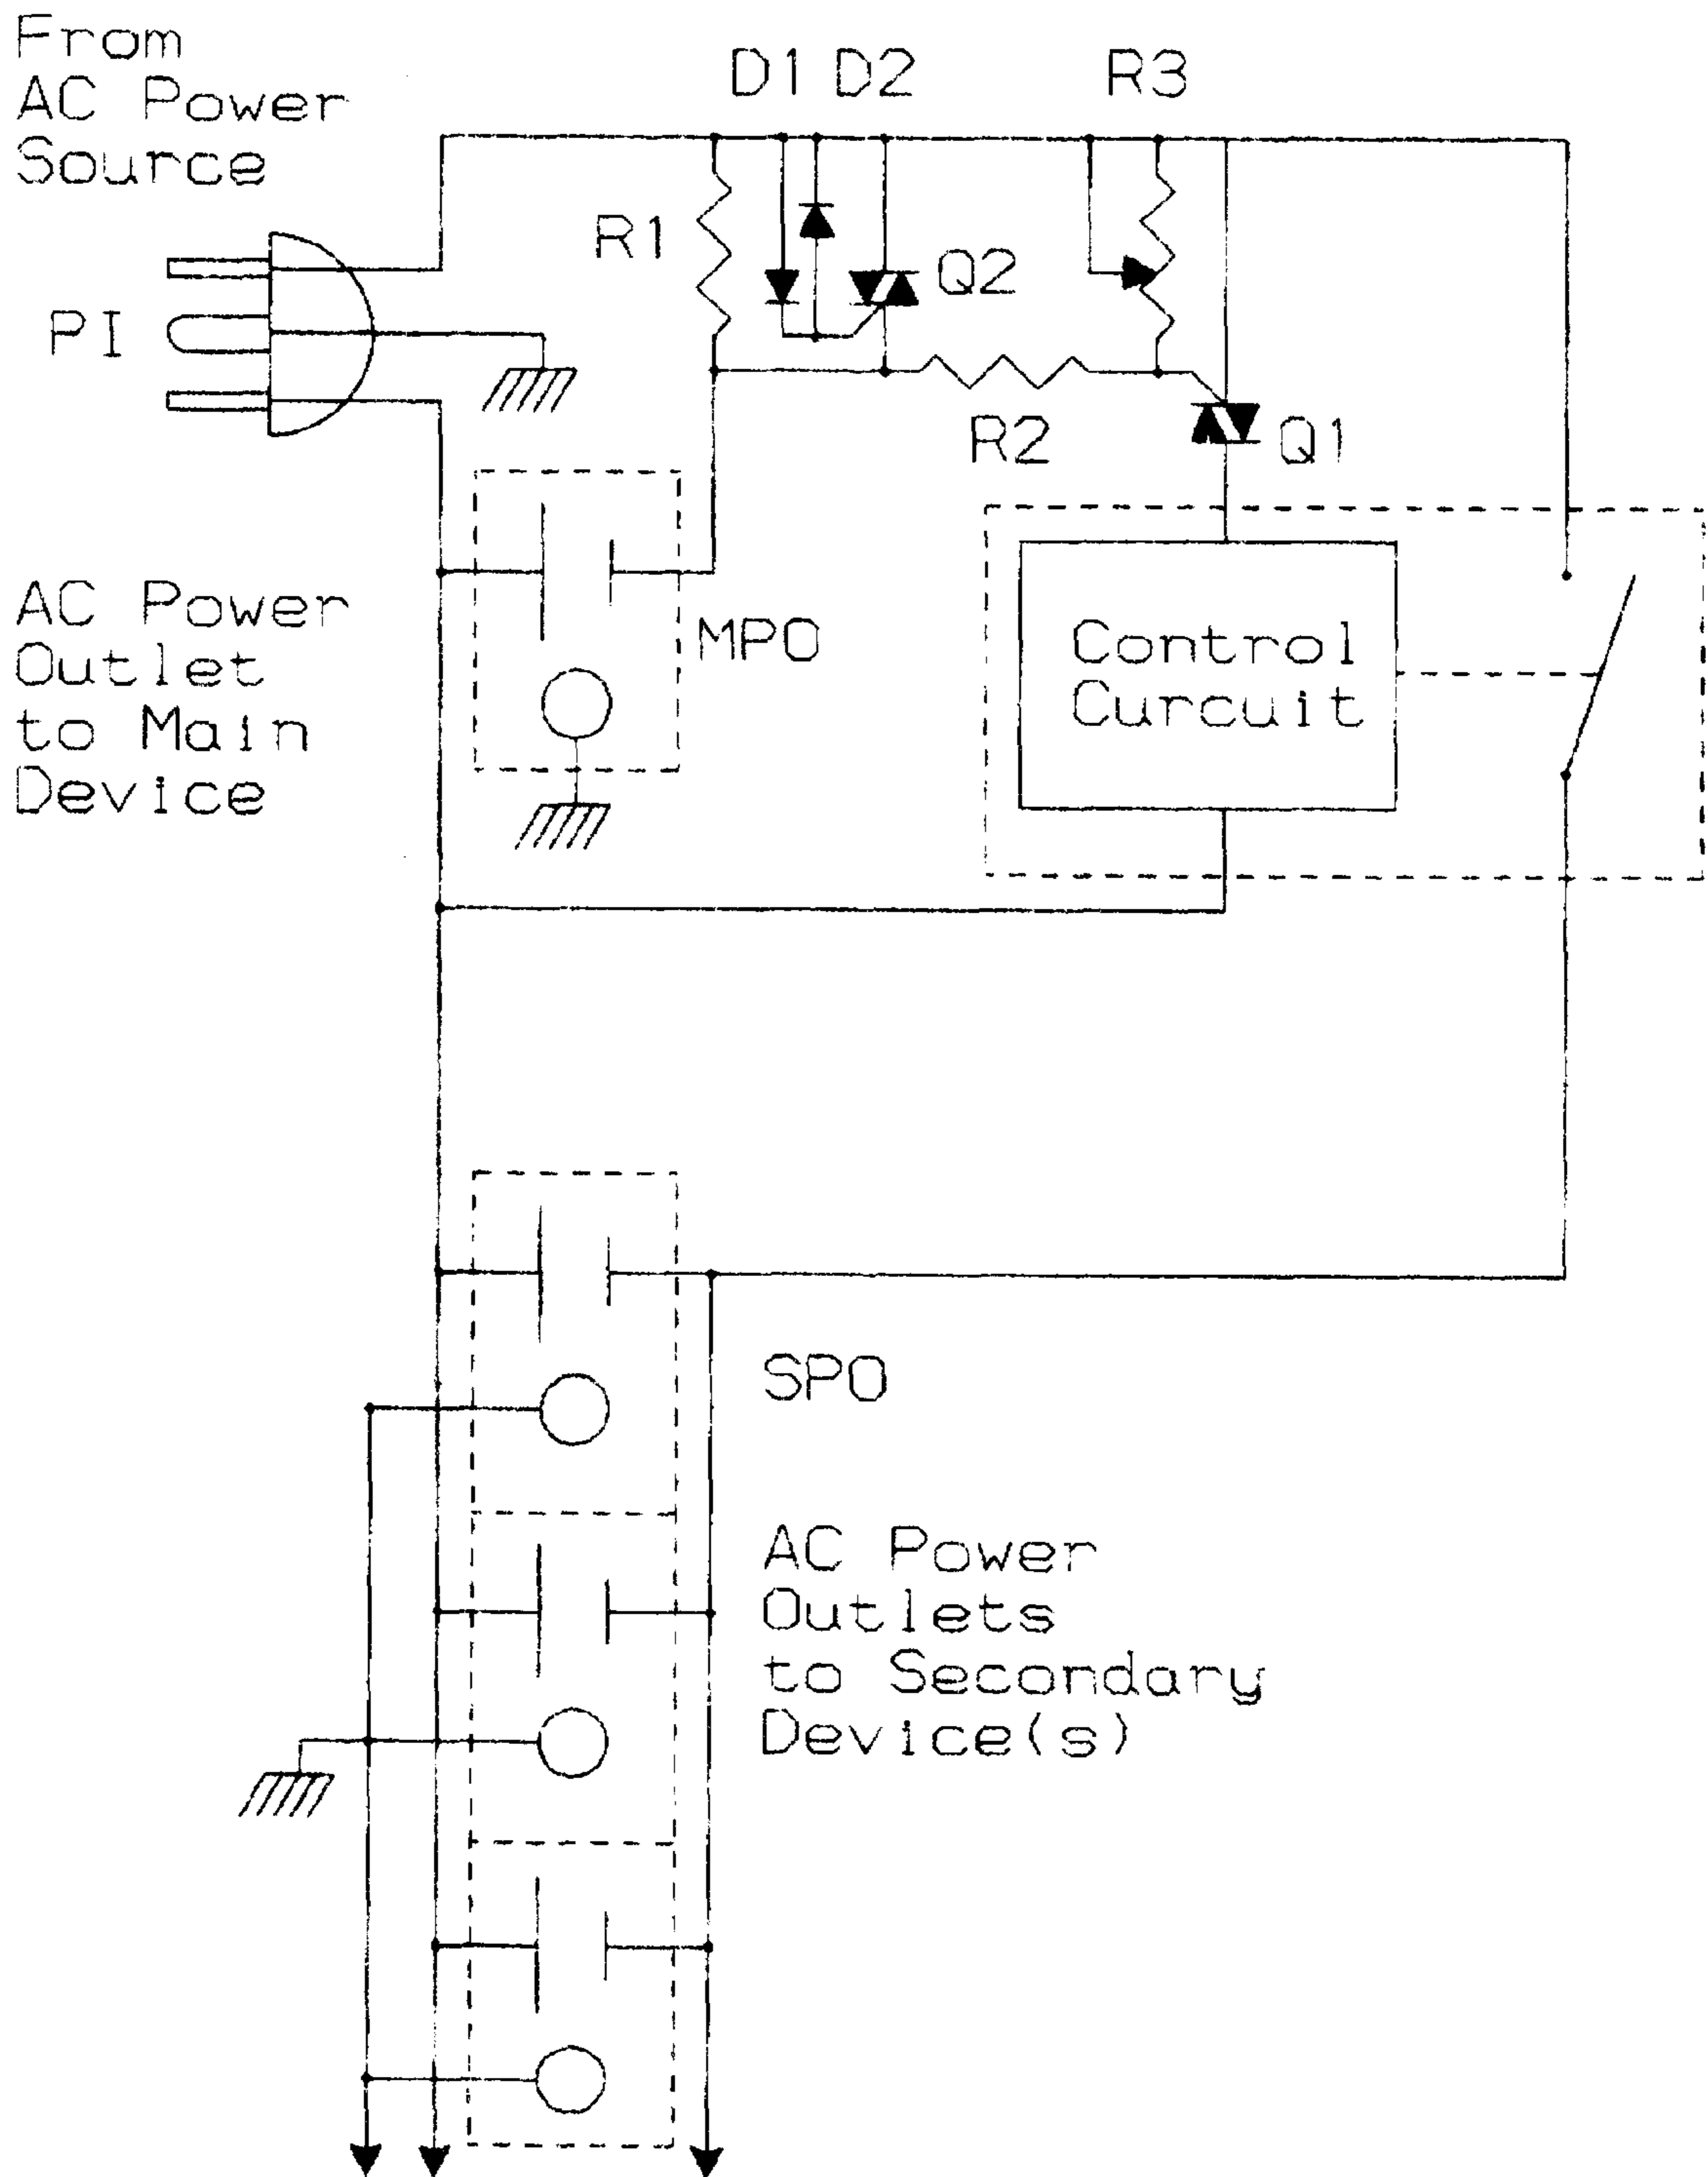 From
AC Power
Source
D1 D2
R3
R1
Q2
PI
R2
Q1
AC Power
Outlet
to Main
Device
MPO
Control
Curcuit
SPO
AC Power
Outlets
to Secondary
Device(s)